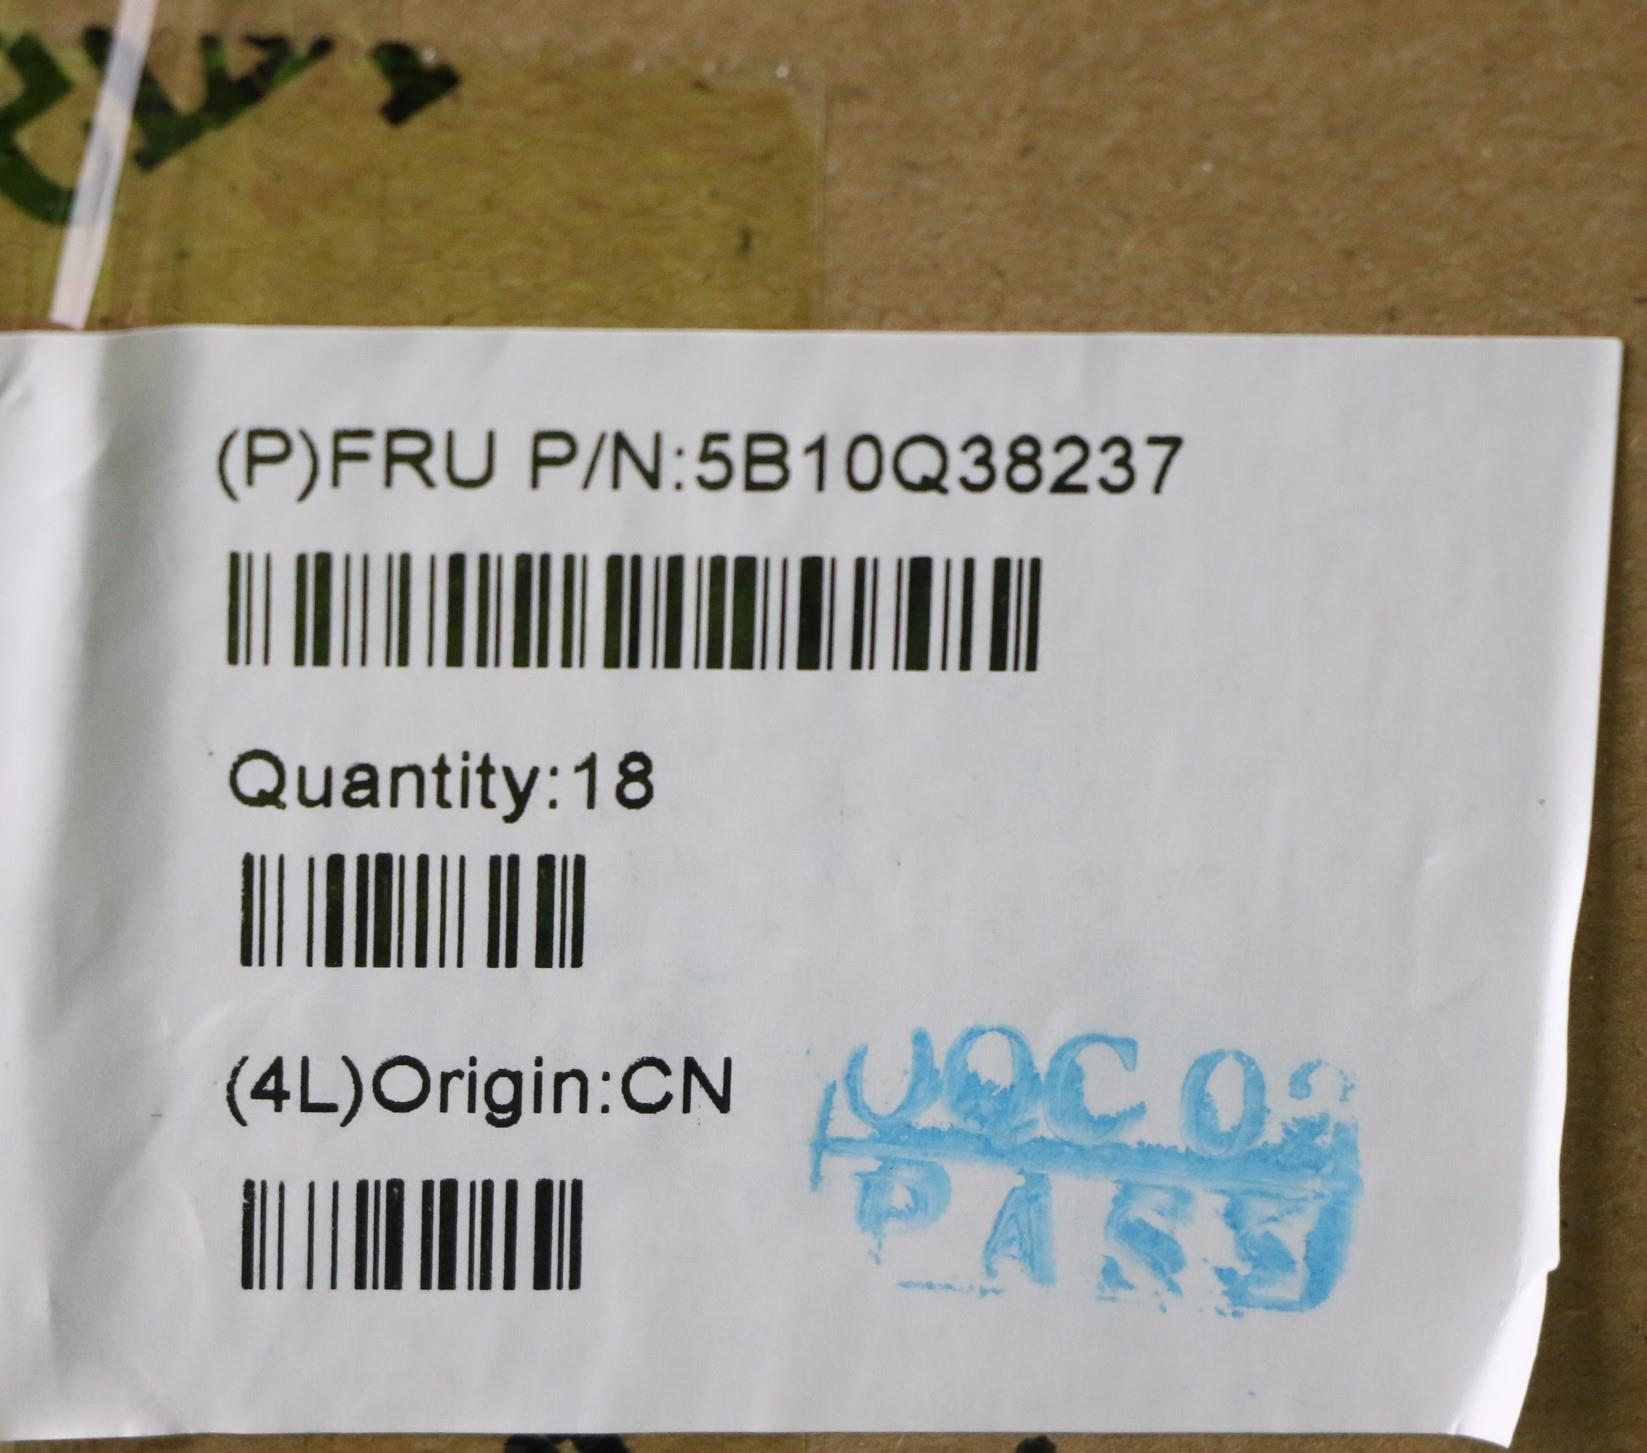 (P)FRU P/N:5B10Q38237
Quantity:18
(4L)Origin:CN
PASS